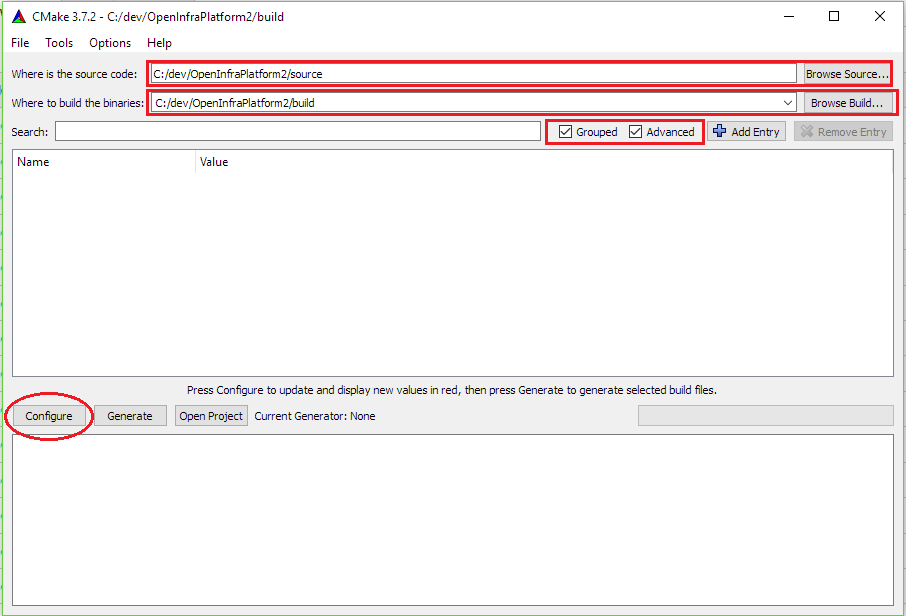 CMake 3.7.2 - C:/dev/OpenInfraPlatform2/build
File Tools Options Help
Where is the source code: C:/dev/OpenInfraPlatform2/source Browse Source...
Where to build the binaries: C:/dev/OpenInfraPlatform2/build Browse Build...
Search: Grouped Advanced Add Entry Remove Entry
Name Value
Press Configure to update and display new values in red, then press Generate to generate selected build files.
Configure Generate Open Project Current Generator: None